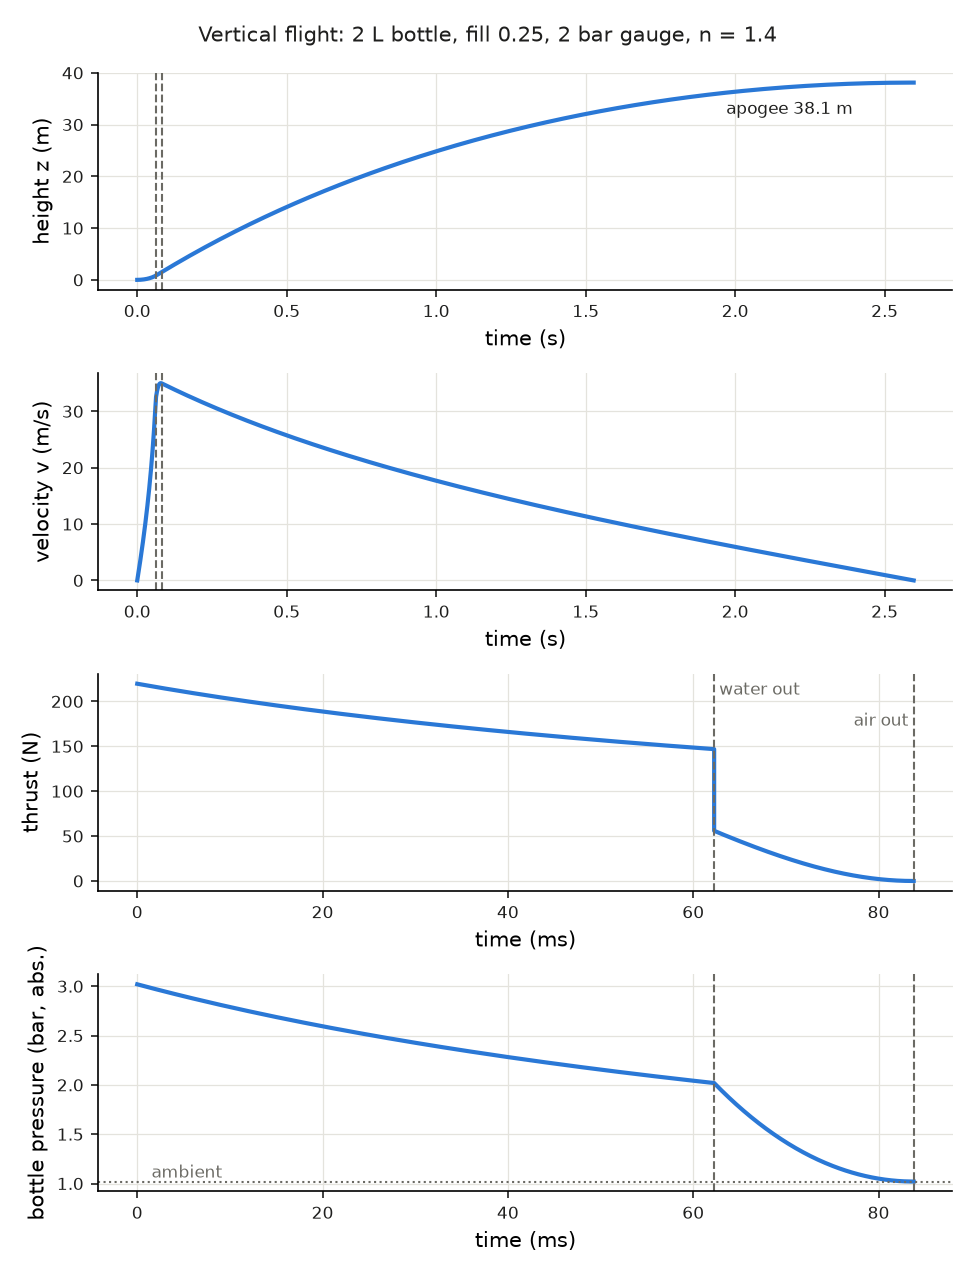 Vertical flight: 2 L bottle, fill 0.25, 2 bar gauge, n = 1.4
height z (m)
40
30
20
10
0
apogee 38.1 m
0.0 0.5 1.0 1.5 2.0 2.5
time (s)
velocity v (m/s)
30
20
10
0
0.0 0.5 1.0 1.5 2.0 2.5
time (s)
thrust (N)
200
150
100
50
0
water out
air out
0 20 40 60 80
time (ms)
bottle pressure (bar, abs.)
3.0
2.5
2.0
1.5
1.0
ambient
0 20 40 60 80
time (ms)